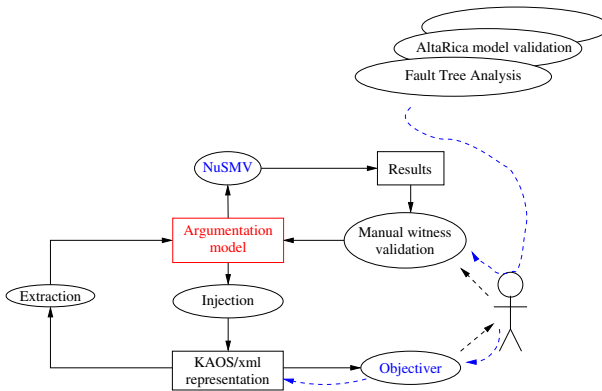 AltaRica model validation
Fault Tree Analysis
NuSMV
Results
Argumentation
model
Manual witness
validation
Extraction
Injection
KAOS/xml
representation
Objectiver